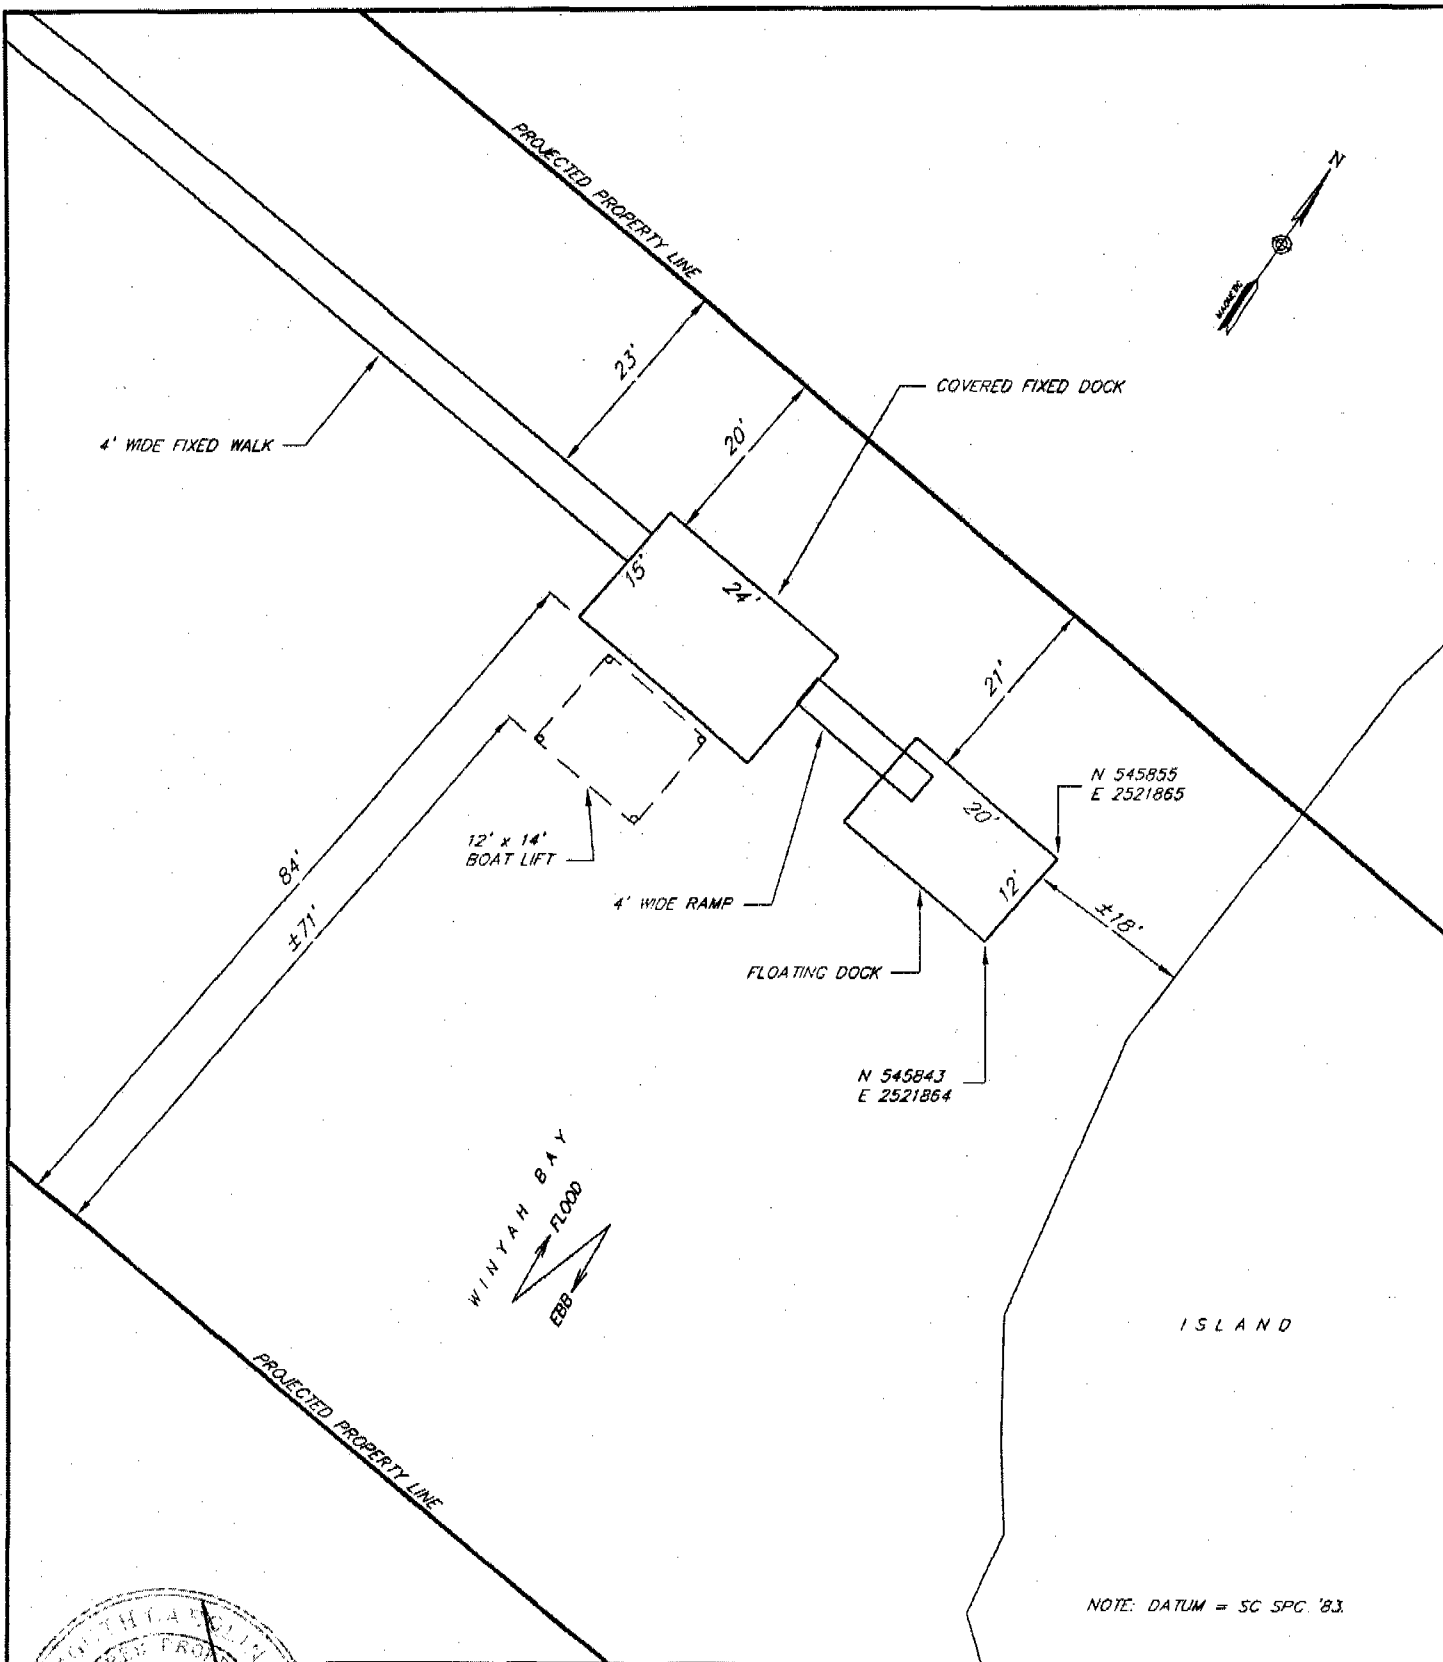 PROJECTED PROPERTY LINE
N
MAGNETIC
23'
COVERED FIXED DOCK
20'
4' WIDE FIXED WALK
15'
24'
21'
N 545855
E 2521865
20'
12' x 14'
BOAT LIFT
84'
12'
4' WIDE RAMP
±18'
±71'
FLOATING DOCK
N 545843
E 2521864
WINYAH BAY
FLOOD
EBB
ISLAND
PROJECTED PROPERTY LINE
NOTE: DATUM = SC SPC '83.